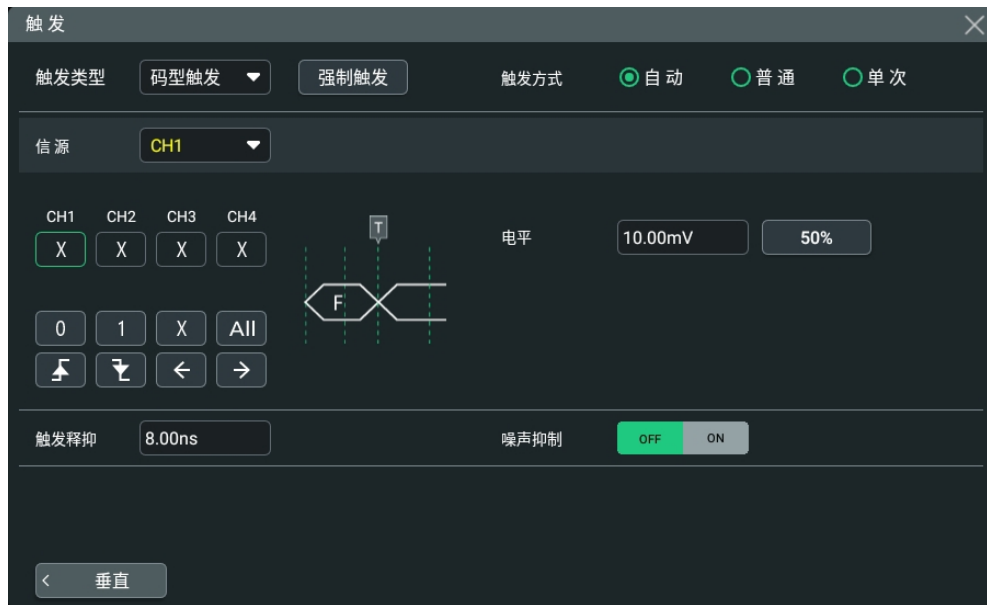 触发
触发类型 码型触发 强制触发 触发方式 自动 普通 单次
信源 CH1
CH1 CH2 CH3 CH4
X X X X
T
F
电平 10.00mV 50%
0 1 X All
触发释抑 8.00ns 噪声抑制 OFF ON
垂直